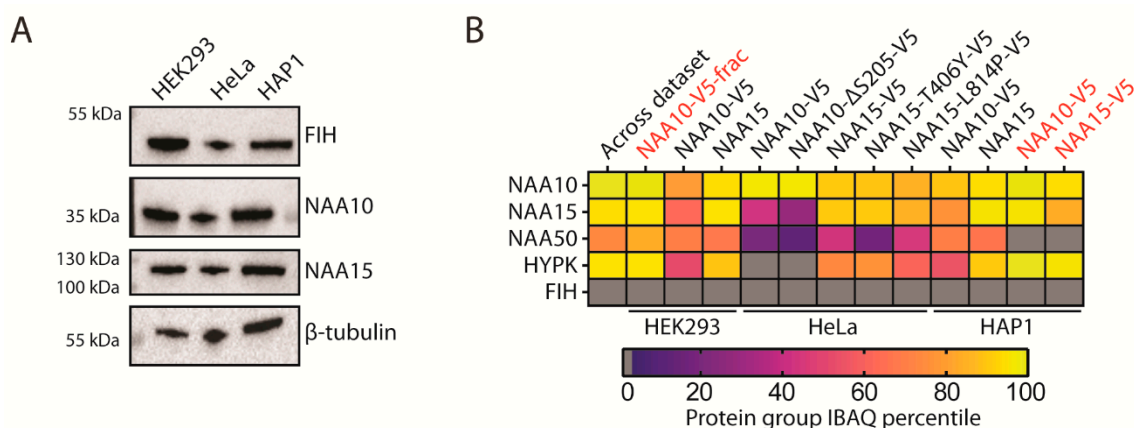 A
HEK293
HeLa
HAP1
55 kDa
FIH
35 kDa
NAA10
130 kDa
100 kDa
NAA15
55 kDa
β-tubulin
B
Across dataset
NAA10-V5-frac
NAA10-V5
NAA15
NAA10-V5
NAA10-ΔS205-V5
NAA15-V5
NAA15-T406Y-V5
NAA15-L814P-V5
NAA10-V5
NAA15
NAA10-V5
NAA15-V5
NAA10
NAA15
NAA50
HYPK
FIH
HEK293
HeLa
HAP1
0 20 40 60 80 100
Protein group IBAQ percentile